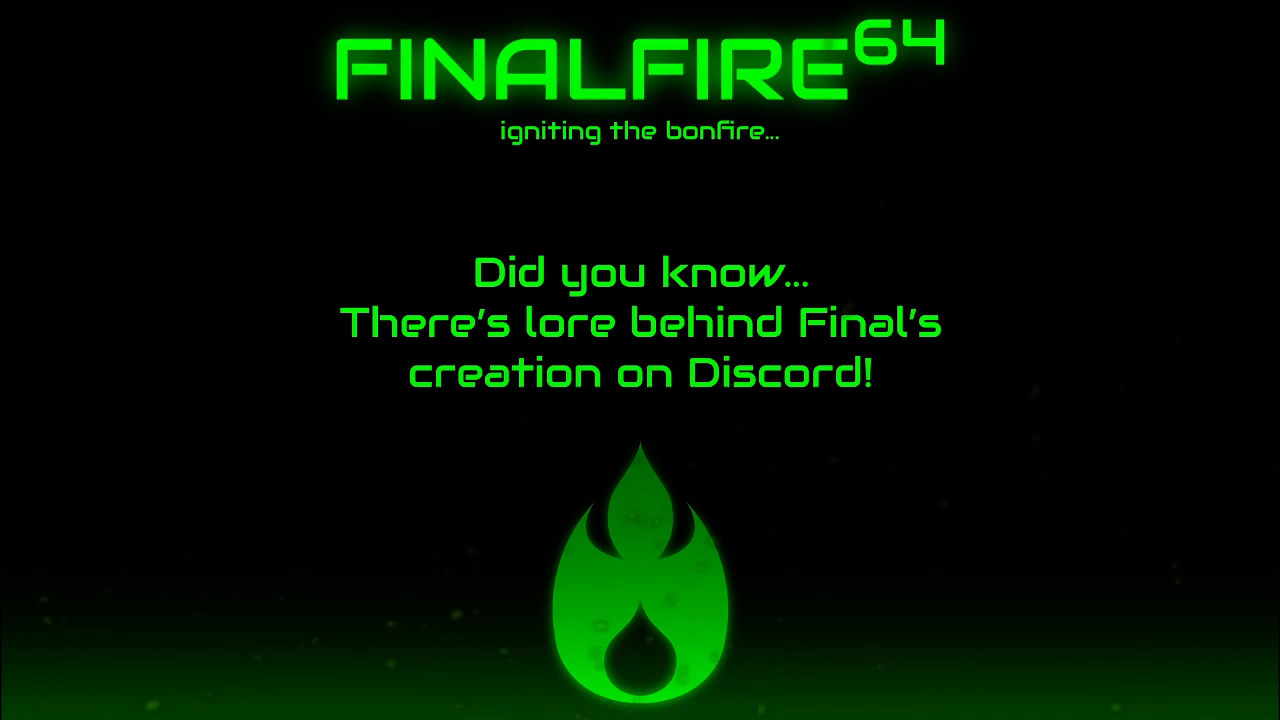 FINALFIRE64
igniting the bonfire...
Did you know...
There's lore behind Final's
creation on Discord!